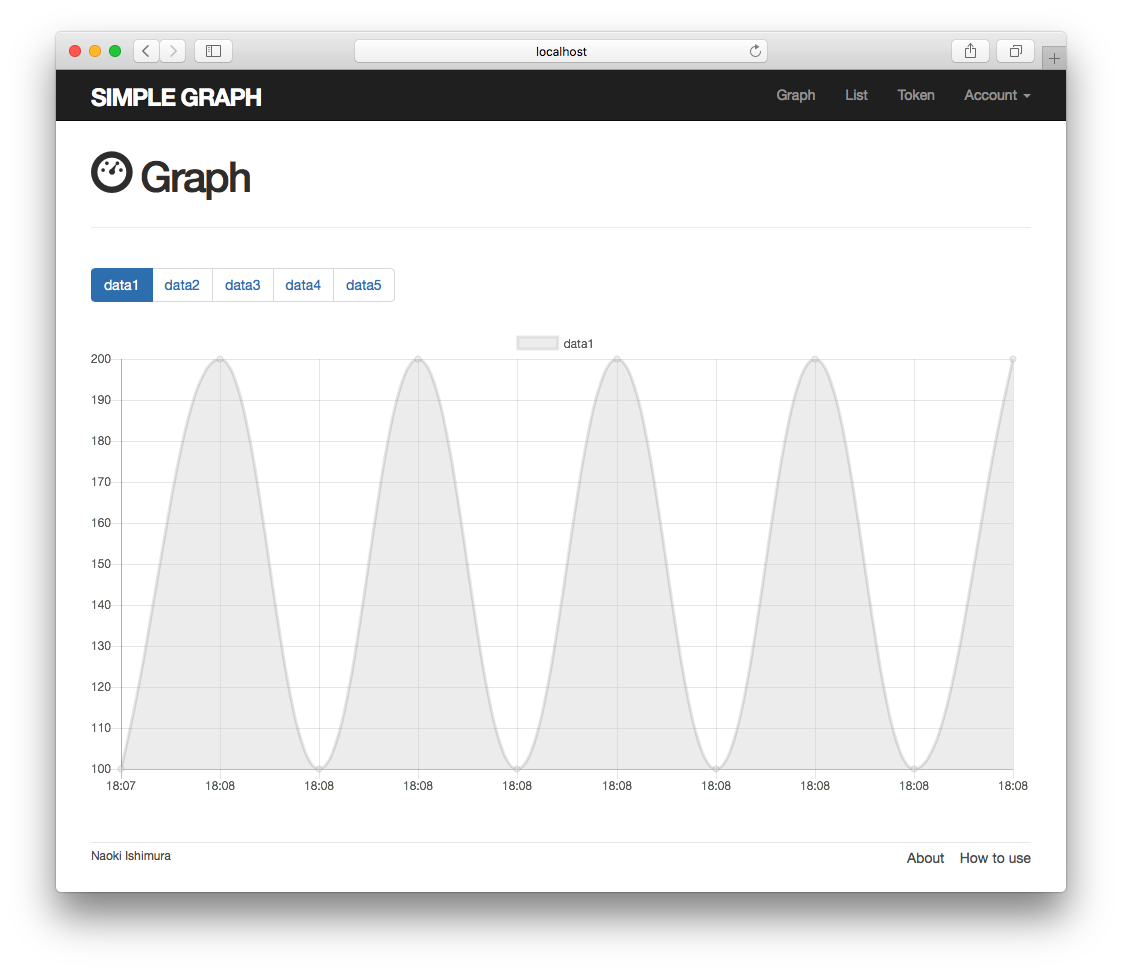 localhost
SIMPLE GRAPH Graph List Token Account
Graph
data1 data2 data3 data4 data5
data1
200
190
180
170
160
150
140
130
120
110
100
18:07 18:08 18:08 18:08 18:08 18:08 18:08 18:08 18:08 18:08
Naoki Ishimura About How to use